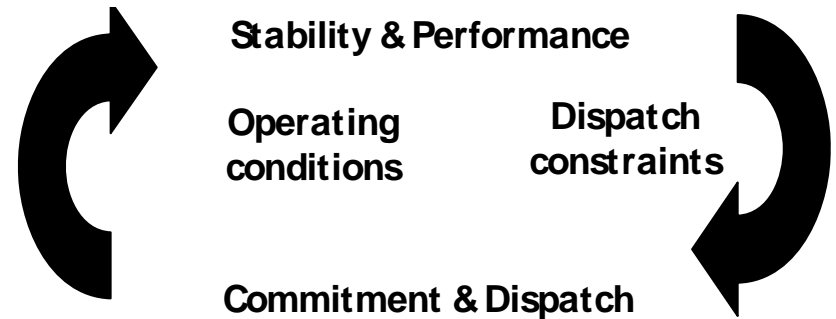 Stability & Performance
Operating
conditions
Dispatch
constraints
Commitment & Dispatch